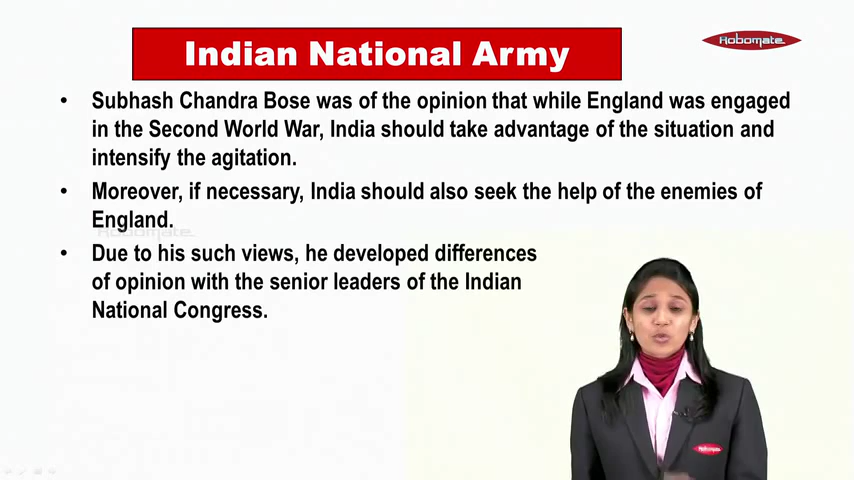 Indian National Army
Robomate
• Subhash Chandra Bose was of the opinion that while England was engaged
in the Second World War, India should take advantage of the situation and
intensify the agitation.
• Moreover, if necessary, India should also seek the help of the enemies of
England.
Robomate
• Due to his such views, he developed differences
of opinion with the senior leaders of the Indian
National Congress.
Robomate